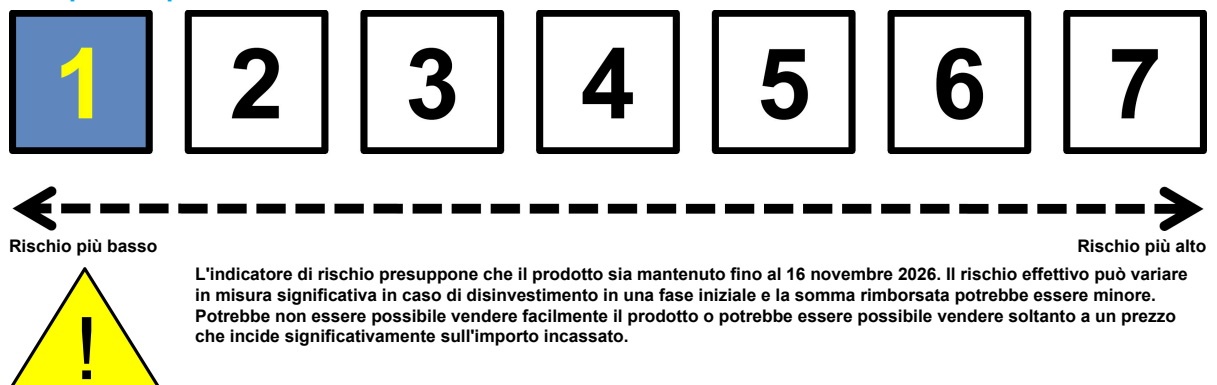 1 2 3 4 5 6 7
Rischio più basso Rischio più alto
L'indicatore di rischio presuppone che il prodotto sia mantenuto fino al 16 novembre 2026. Il rischio effettivo può variare
in misura significativa in caso di disinvestimento in una fase iniziale e la somma rimborsata potrebbe essere minore.
Potrebbe non essere possibile vendere facilmente il prodotto o potrebbe essere possibile vendere soltanto a un prezzo
che incide significativamente sull'importo incassato.
!